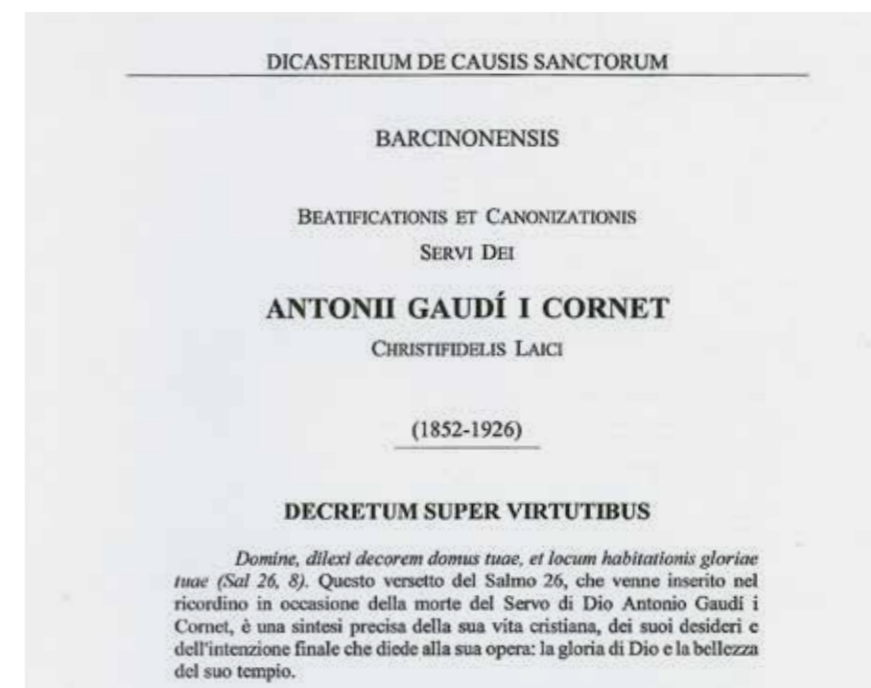 DICASTERIUM DE CAUSIS SANCTORUM
BARCINONENSIS
BEATIFICATIONIS ET CANONIZATIONIS
SERVI DEI
ANTONII GAUDÍ I CORNET
CHRISTIFIDELIS LAICI
(1852-1926)
DECRETUM SUPER VIRTUTIBUS
Domine, dilexi decorem domus tuae, et locum habitationis gloriae
tuae (Sal 26, 8). Questo versetto del Salmo 26, che venne inserito nel
ricordino in occasione della morte del Servo di Dio Antonio Gaudí i
Cornet, è una sintesi precisa della sua vita cristiana, dei suoi desideri e
dell'intenzione finale che diede alla sua opera: la gloria di Dio e la bellezza
del suo tempio.